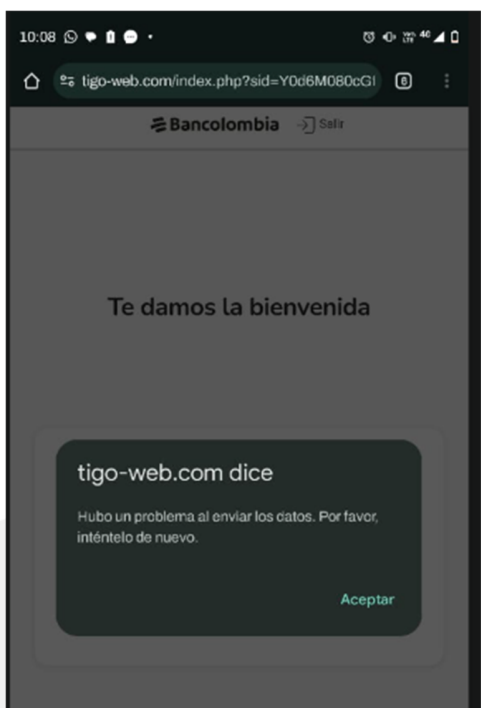 10:08
tigo-web.com/index.php?sid=Y0d6M080cGI
6
Bancolombia Salir
Te damos la bienvenida
tigo-web.com dice
Hubo un problema al enviar los datos. Por favor,
inténtelo de nuevo.
Aceptar